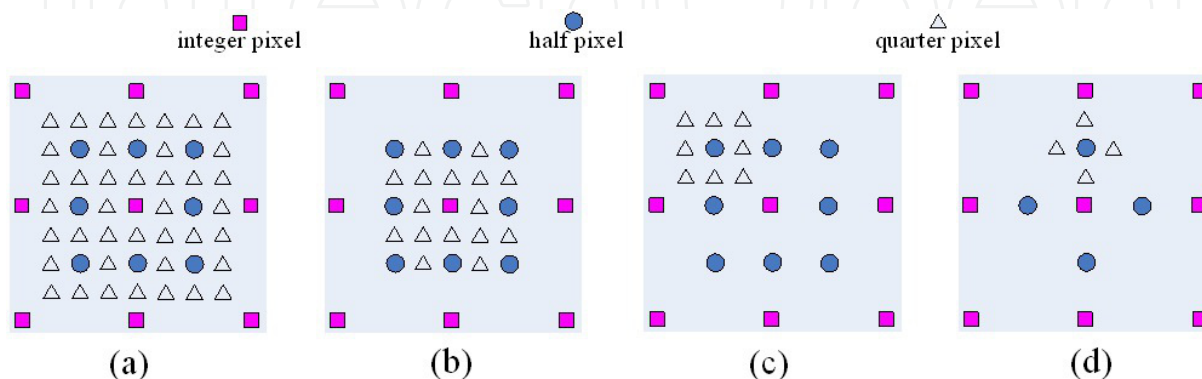 integer pixel
half pixel
quarter pixel
(a)
(b)
(c)
(d)